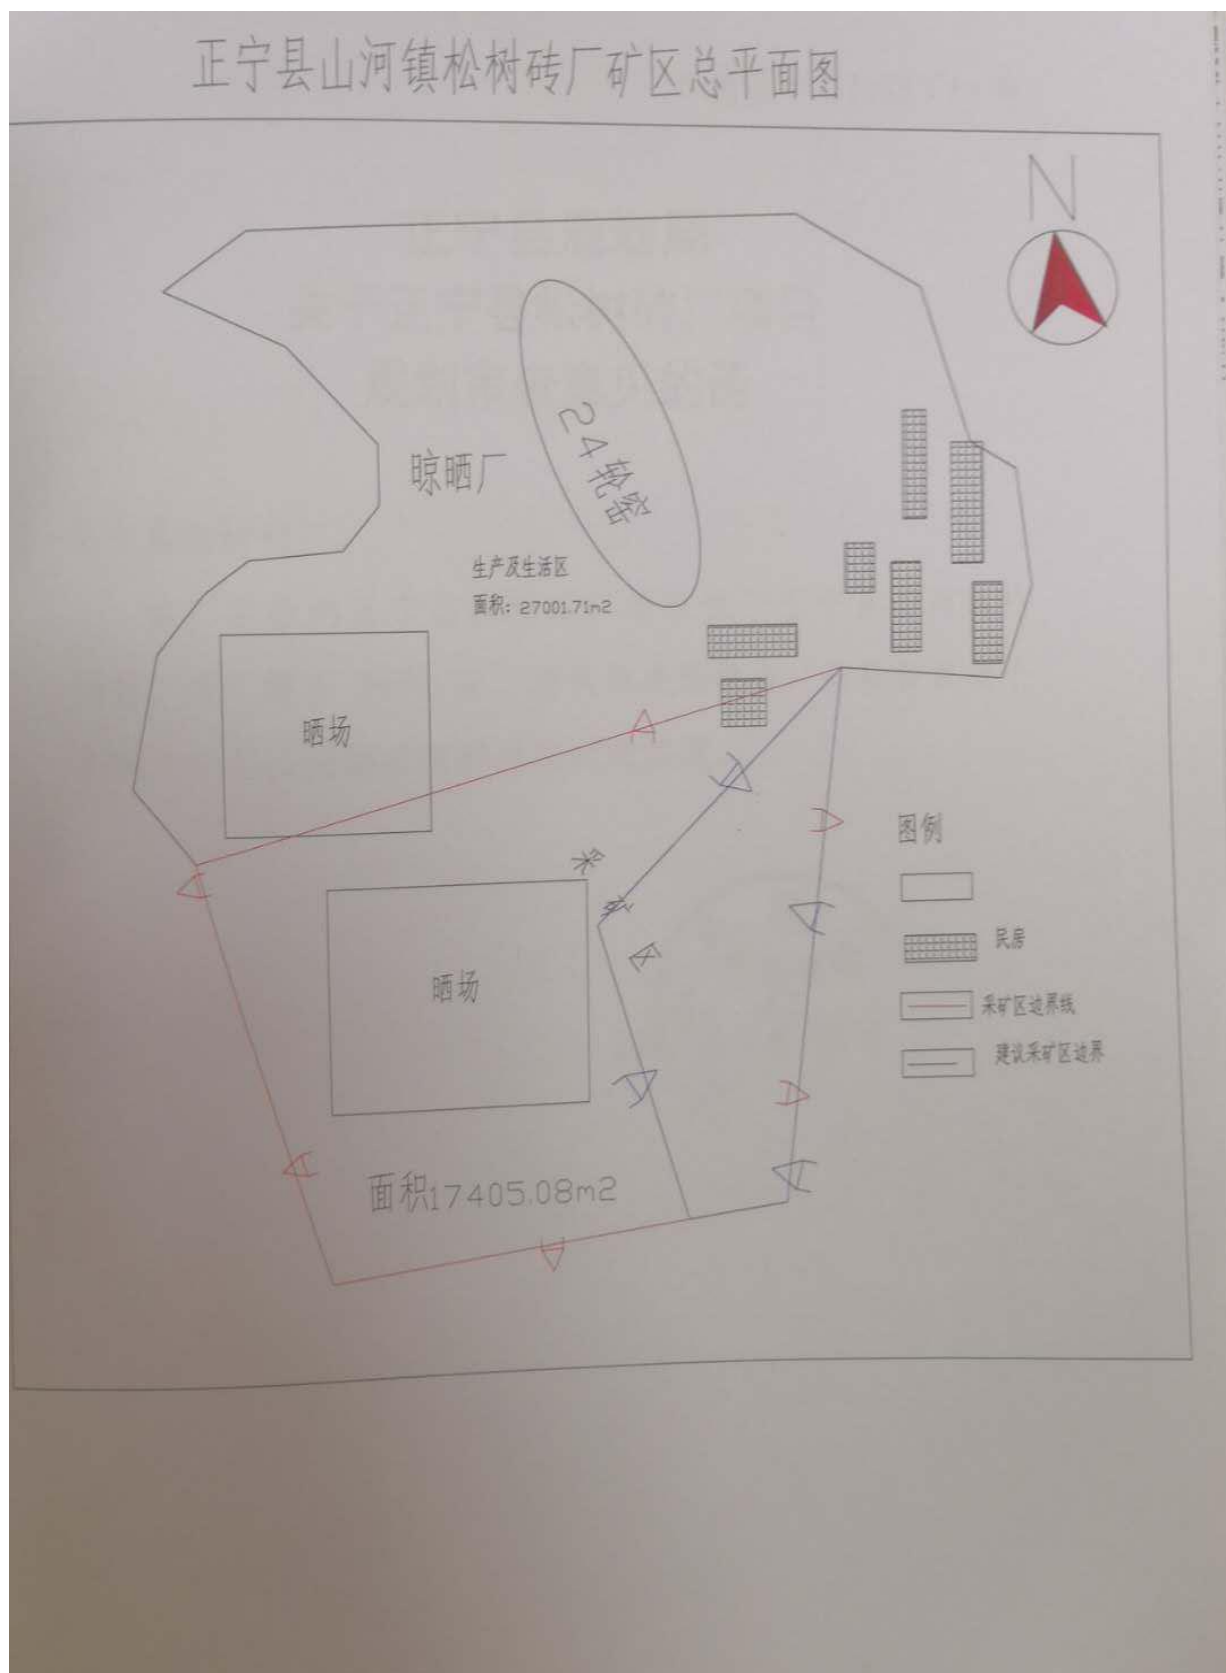 正宁县山河镇松树砖厂矿区总平面图
N
24轮窑
晾晒厂
生产及生活区
面积：27001.71m2
晒场
采矿区
晒场
面积17405.08m2
图例
民房
采矿区边界线
建议采矿区边界